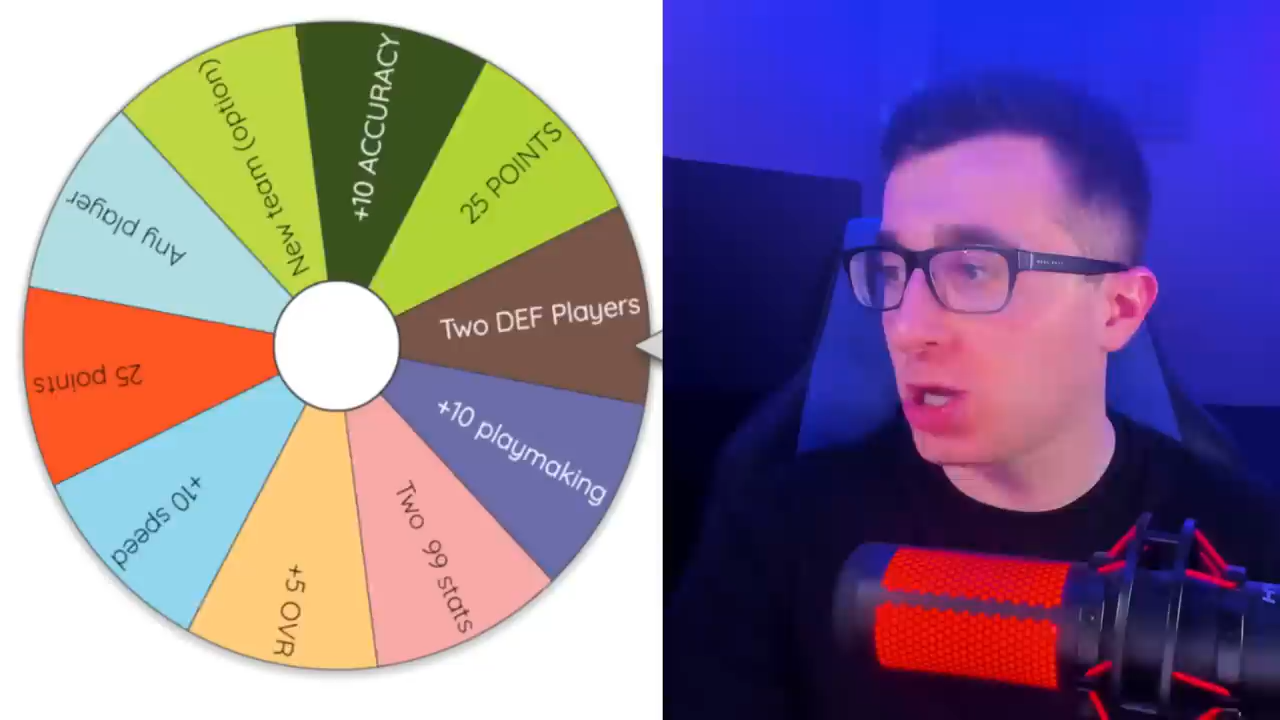 +10 ACCURACY
25 POINTS
Two DEF Players
+10 playmaking
Two 99 stats
+5 OVR
+10 speed
25 points
Any player
New team (option)